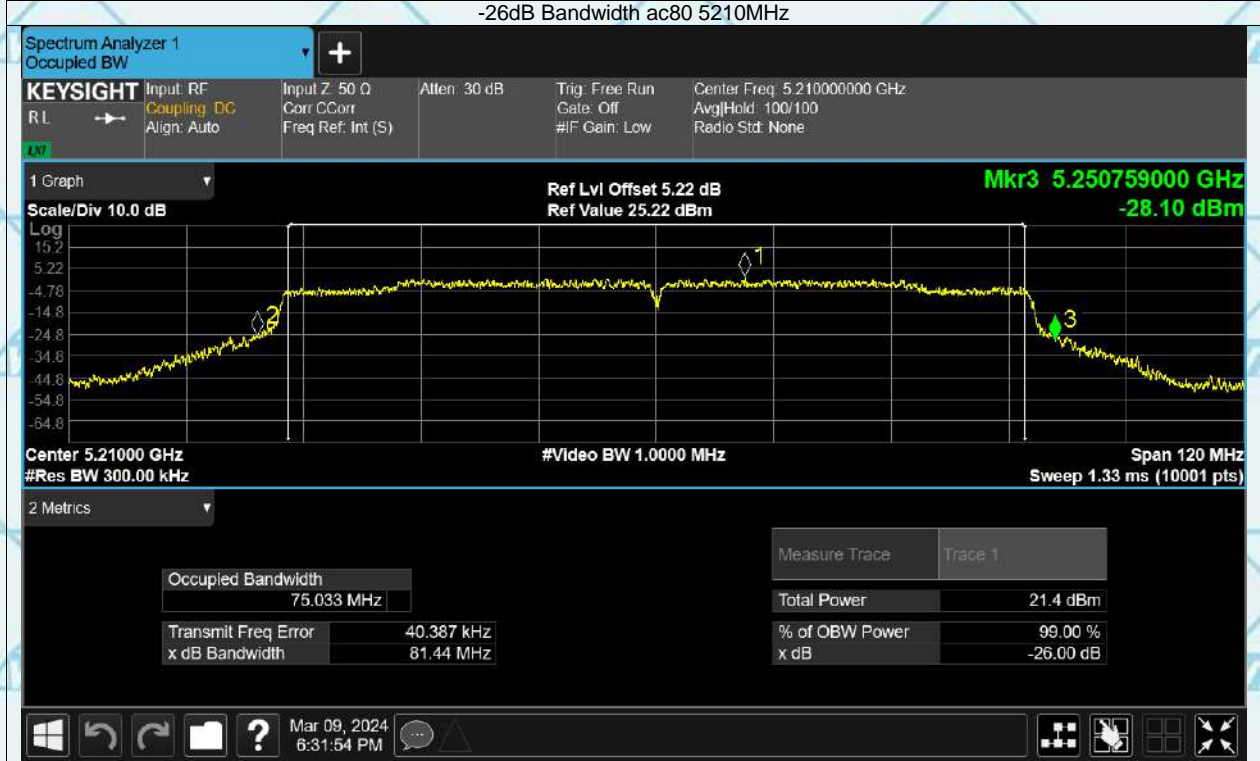 -26dB Bandwidth ac80 5210MHz
Spectrum Analyzer 1
Occupied BW
+
KEYSIGHT
R L
LXI
Input: RF
Coupling: DC
Align: Auto
Input Z: 50 Ω
Corr CCorr
Freq Ref: Int (S)
Atten: 30 dB
Trig: Free Run
Gate: Off
#IF Gain: Low
Center Freq: 5.210000000 GHz
Avg|Hold: 100/100
Radio Std: None
1 Graph
Scale/Div 10.0 dB
Ref Lvl Offset 5.22 dB
Ref Value 25.22 dBm
Mkr3 5.250759000 GHz
-28.10 dBm
Log
15.2
5.22
-4.78
-14.8
-24.8
-34.8
-44.8
-54.8
-64.8
1
2
3
Center 5.21000 GHz
#Video BW 1.0000 MHz
Span 120 MHz
#Res BW 300.00 kHz
Sweep 1.33 ms (10001 pts)
2 Metrics
Measure Trace Trace 1
Occupied Bandwidth
75.033 MHz
Total Power 21.4 dBm
Transmit Freq Error 40.387 kHz
% of OBW Power 99.00 %
x dB Bandwidth 81.44 MHz
x dB -26.00 dB
?
Mar 09, 2024
6:31:54 PM